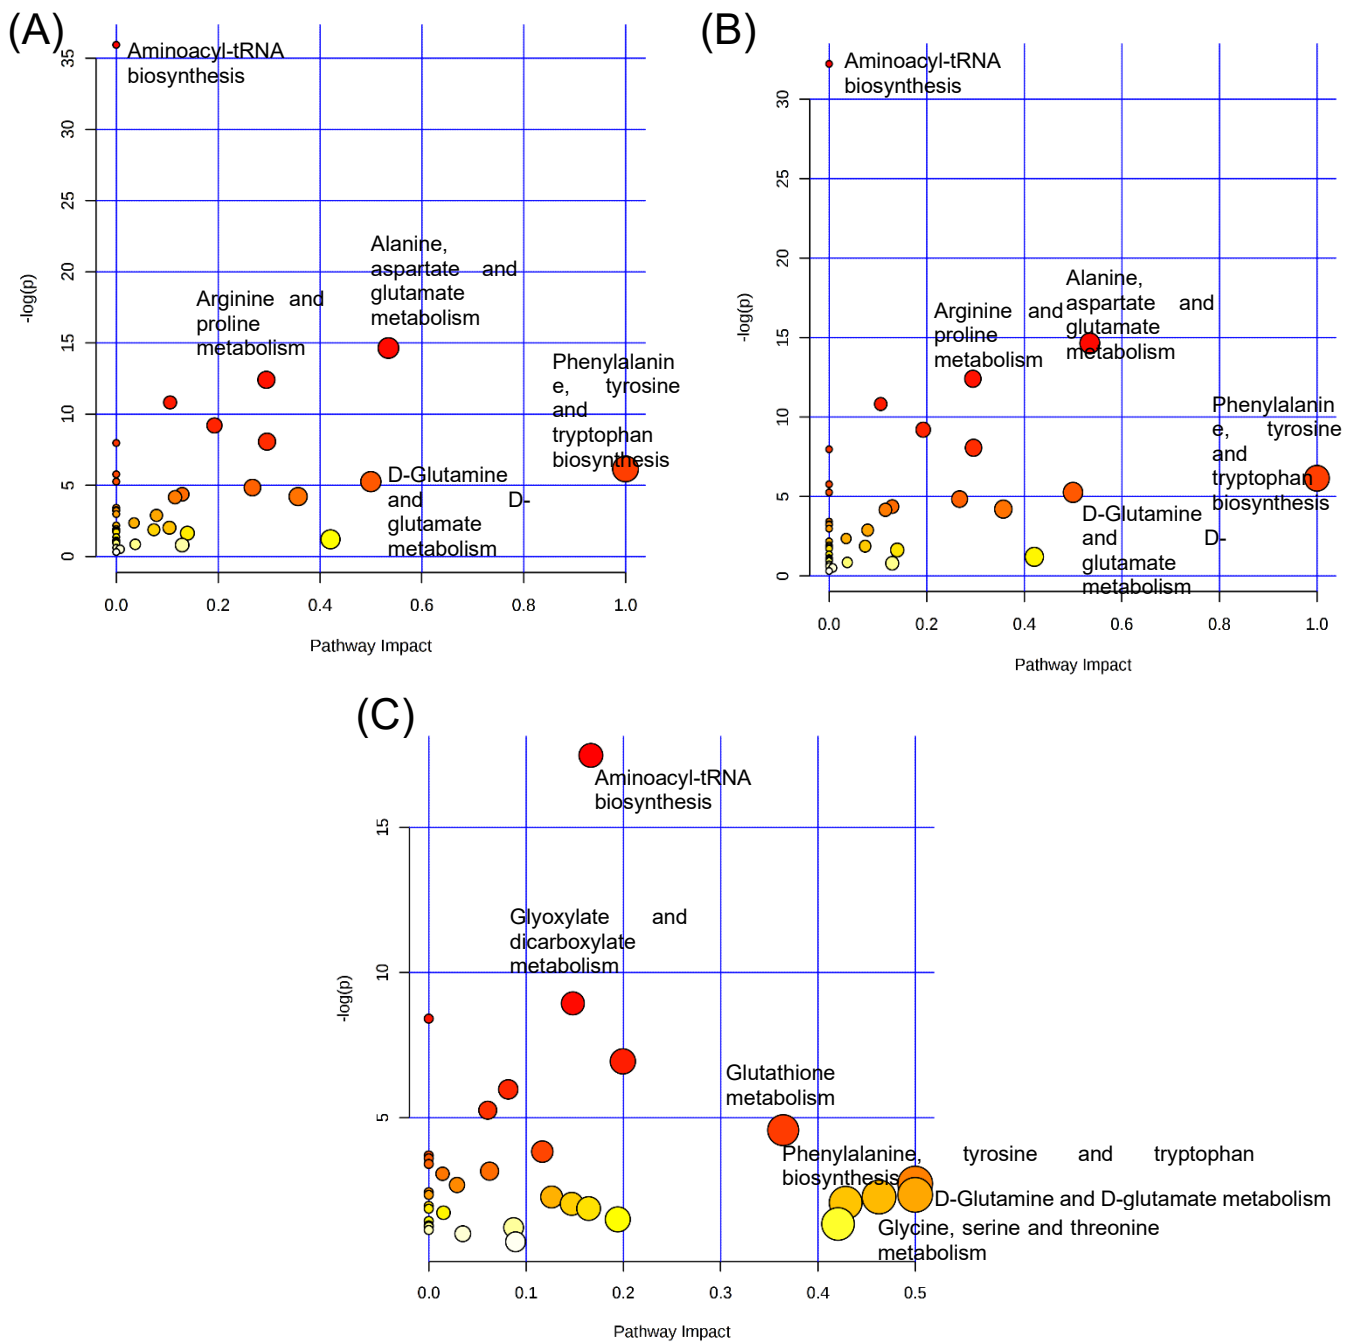 (A)
Aminoacyl-tRNA
biosynthesis
35
30
25
20
15
10
5
0
-log(p)
Alanine,
aspartate and
glutamate
metabolism
Arginine and
proline
metabolism
Phenylalanin
e, tyrosine
and
tryptophan
biosynthesis
D-Glutamine
and D-
glutamate
metabolism
0.0 0.2 0.4 0.6 0.8 1.0
Pathway Impact
(B)
Aminoacyl-tRNA
biosynthesis
30
25
20
15
10
5
0
-log(p)
Alanine,
aspartate and
glutamate
metabolism
Arginine and
proline
metabolism
Phenylalanin
e, tyrosine
and
tryptophan
biosynthesis
D-Glutamine
and D-
glutamate
metabolism
0.0 0.2 0.4 0.6 0.8 1.0
Pathway Impact
(C)
Aminoacyl-tRNA
biosynthesis
15
10
5
-log(p)
Glyoxylate and
dicarboxylate
metabolism
Glutathione
metabolism
Phenylalanine, tyrosine and tryptophan
biosynthesis
D-Glutamine and D-glutamate metabolism
Glycine, serine and threonine
metabolism
0.0 0.1 0.2 0.3 0.4 0.5
Pathway Impact